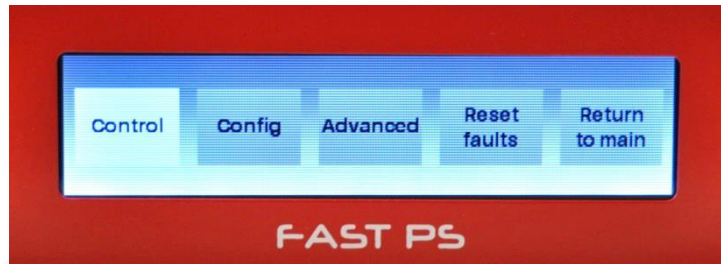 Control
Config
Advanced
Reset
faults
Return
to main
FAST PS